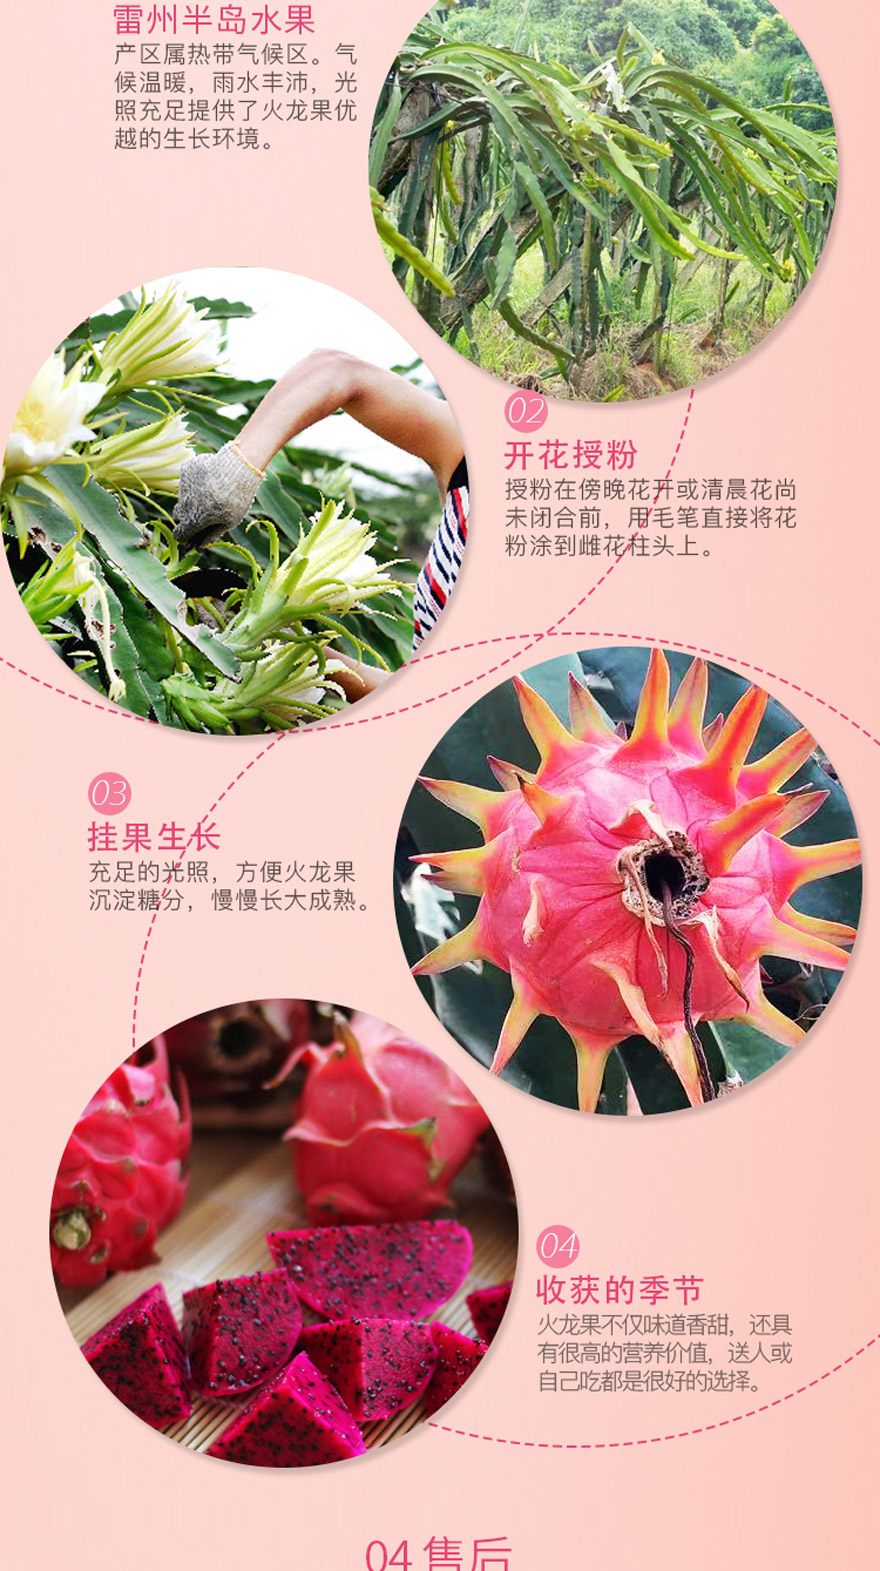 雷州半岛水果
产区属热带气候区。气
候温暖，雨水丰沛，光
照充足提供了火龙果优
越的生长环境。
02
开花授粉
授粉在傍晚花开或清晨花尚
未闭合前，用毛笔直接将花
粉涂到雌花柱头上。
03
挂果生长
充足的光照，方便火龙果
沉淀糖分，慢慢长大成熟。
04
收获的季节
火龙果不仅味道香甜，还具
有很高的营养价值，送人或
自己吃都是很好的选择。
04 售后